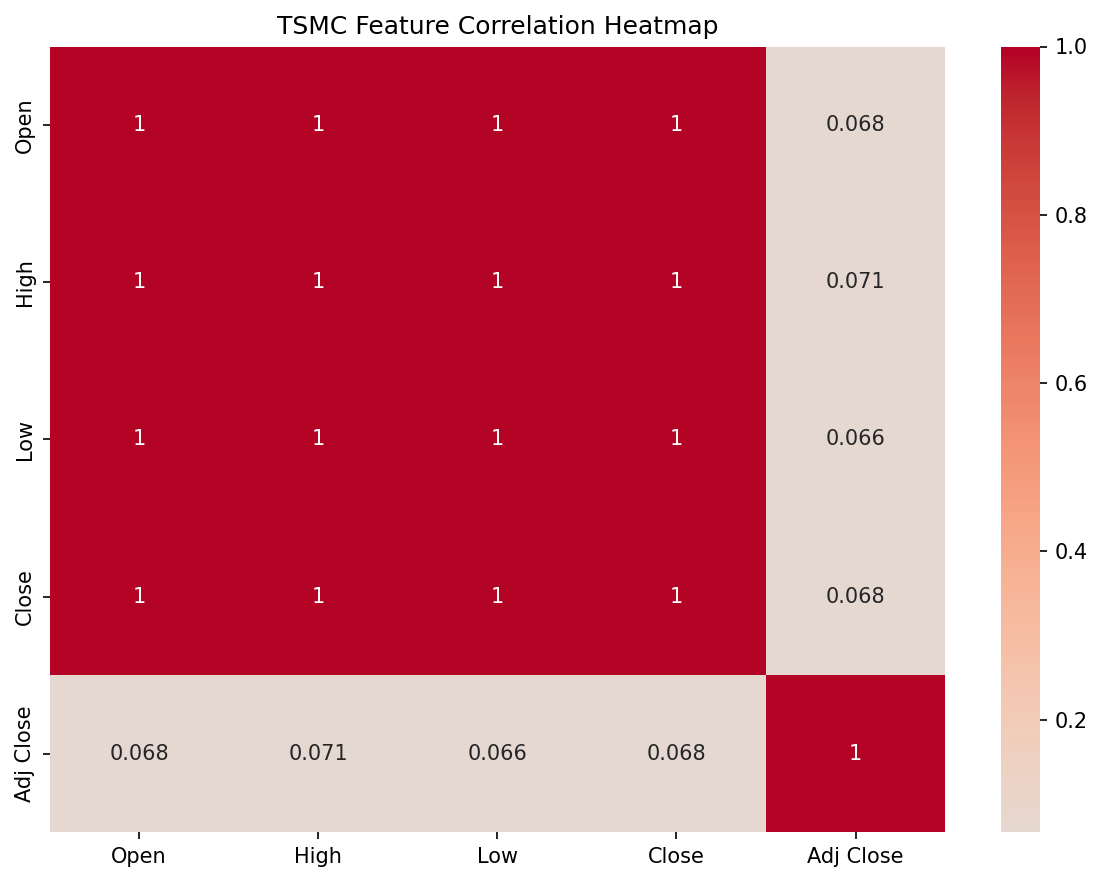 TSMC Feature Correlation Heatmap
Open 1 1 1 1 0.068
High 1 1 1 1 0.071
Low 1 1 1 1 0.066
Close 1 1 1 1 0.068
Adj Close 0.068 0.071 0.066 0.068 1
Open High Low Close Adj Close
1.0
0.8
0.6
0.4
0.2